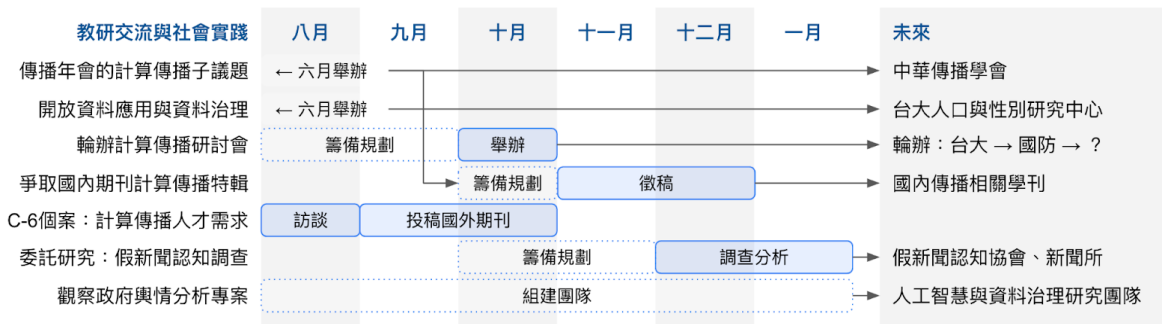 教研交流與社會實踐 八月 九月 十月 十一月 十二月 一月 未來
傳播年會的計算傳播子議題 ← 六月舉辦 中華傳播學會
開放資料應用與資料治理 ← 六月舉辦 台大人口與性別研究中心
輪辦計算傳播研討會 籌備規劃 舉辦 輪辦：台大 → 國防 → ？
爭取國內期刊計算傳播特輯 籌備規劃 徵稿 國內傳播相關學刊
C-6個案：計算傳播人才需求 訪談 投稿國外期刊
委託研究：假新聞認知調查 籌備規劃 調查分析 假新聞認知協會、新聞所
觀察政府輿情分析專案 組建團隊 人工智慧與資料治理研究團隊